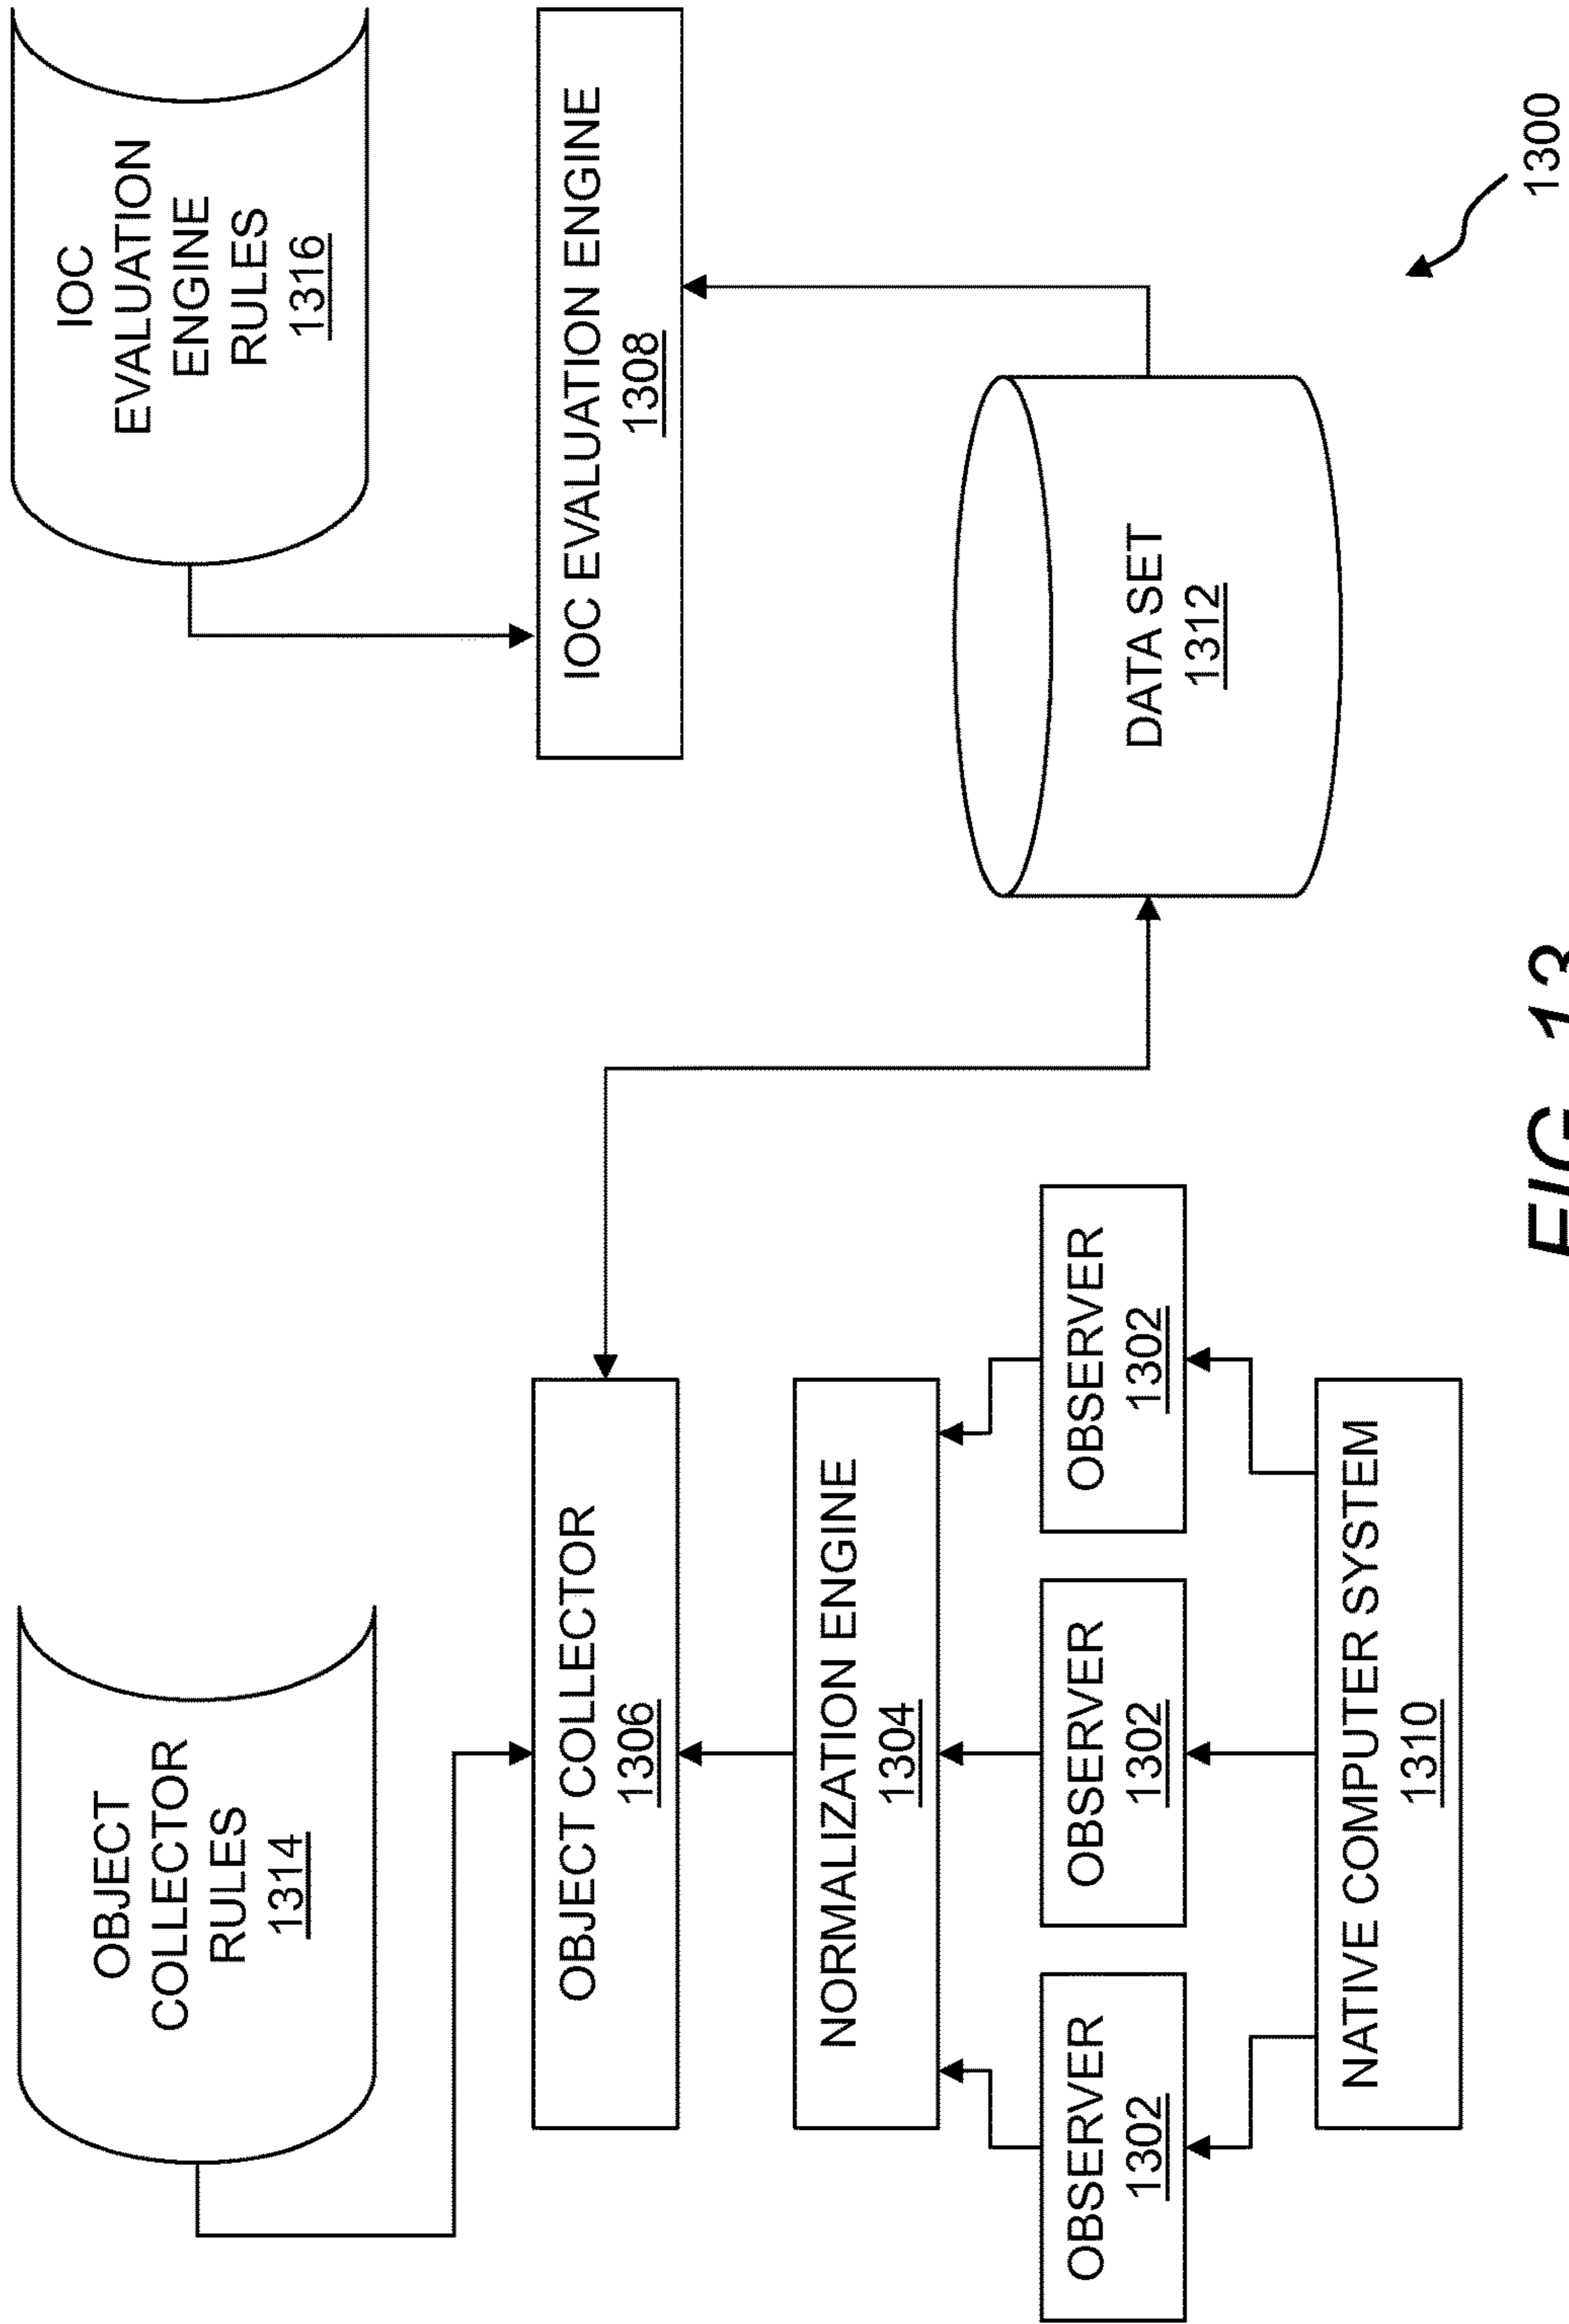 OBJECT
COLLECTOR
RULES
1314
IOC
EVALUATION
ENGINE
RULES
1316
OBJECT COLLECTOR
1306
IOC EVALUATION ENGINE
1308
NORMALIZATION ENGINE
1304
OBSERVER
1302
OBSERVER
1302
OBSERVER
1302
DATA SET
1312
NATIVE COMPUTER SYSTEM
1310
1300
FIG. 13